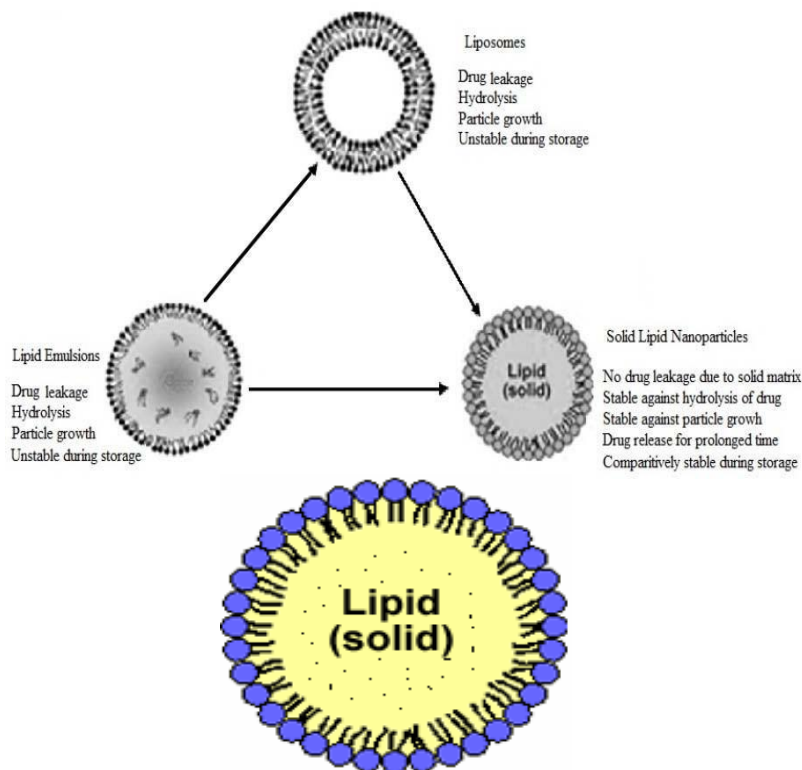 Liposomes
Drug leakage
Hydrolysis
Particle growth
Unstable during storage
Lipid Emulsions
Drug leakage
Hydrolysis
Particle growth
Unstable during storage
Lipid
(solid)
Solid Lipid Nanoparticles
No drug leakage due to solid matrix
Stable against hydrolysis of drug
Stable against particle growh
Drug release for prolonged time
Comparitively stable during storage
Lipid
(solid)